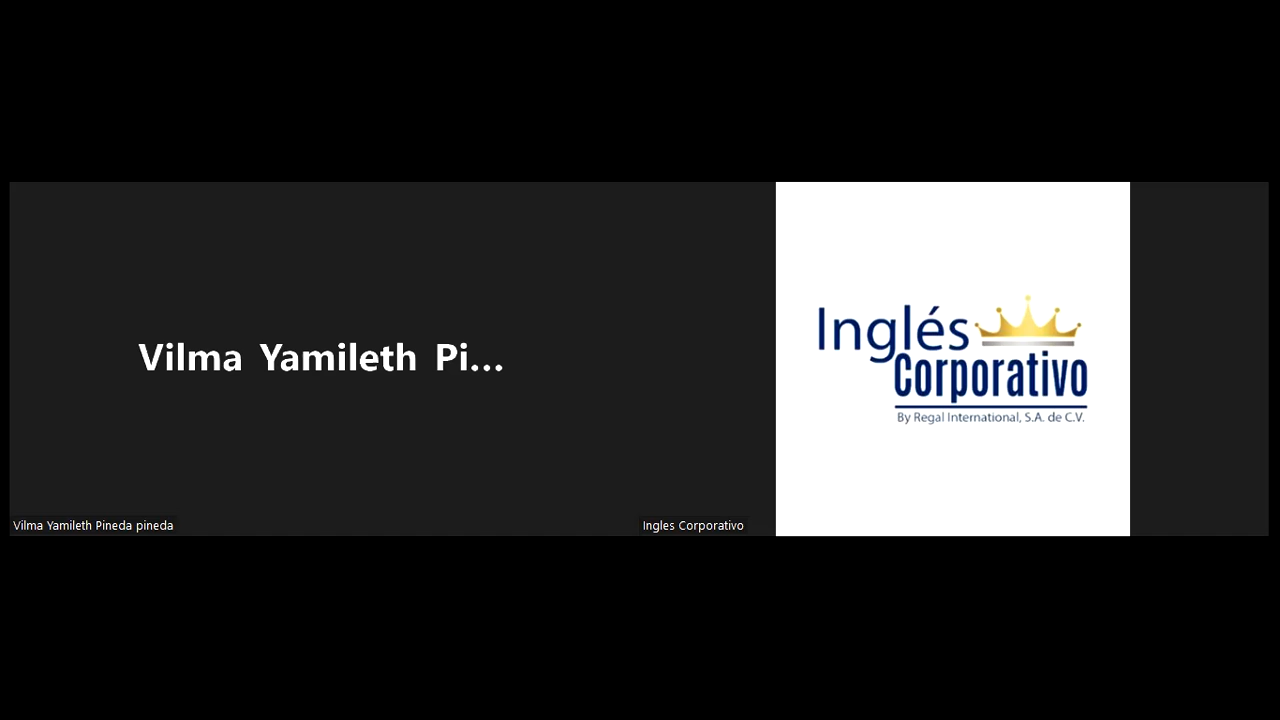 Vilma Yamileth Pi...
Vilma Yamileth Pineda pineda
Ingles Corporativo
Inglés
Corporativo
By Regal International, S.A. de C.V.